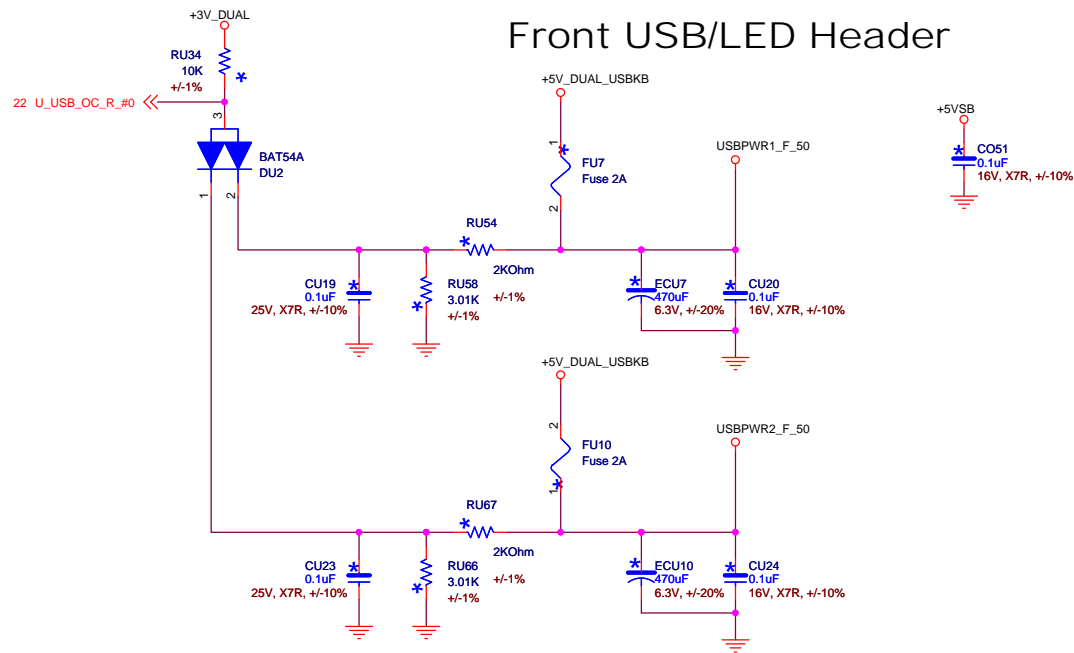 Front USB/LED Header
+3V_DUAL
RU34
10K
+/-1%
22 U_USB_OC_R_#0
3
BAT54A
DU2
1
2
+5V_DUAL_USBKB
1
FU7
Fuse 2A
2
USBPWR1_F_50
+5VSB
CO51
0.1uF
16V, X7R, +/-10%
RU54
2KOhm
+/-1%
CU19
0.1uF
25V, X7R, +/-10%
RU58
3.01K
+/-1%
ECU7
470uF
6.3V, +/-20%
CU20
0.1uF
16V, X7R, +/-10%
+5V_DUAL_USBKB
2
FU10
Fuse 2A
1
USBPWR2_F_50
RU67
2KOhm
+/-1%
CU23
0.1uF
25V, X7R, +/-10%
RU66
3.01K
+/-1%
ECU10
470uF
6.3V, +/-20%
CU24
0.1uF
16V, X7R, +/-10%